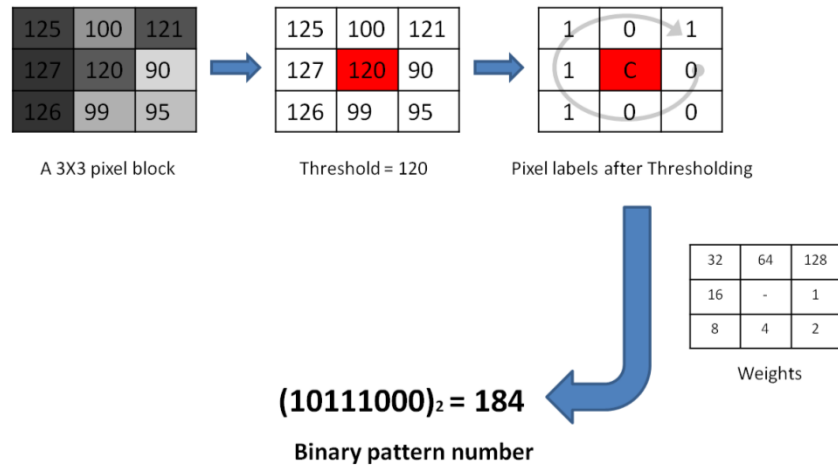 125 100 121
127 120 90
126 99 95
A 3X3 pixel block
125 100 121
127 120 90
126 99 95
Threshold = 120
1 0 1
1 C 0
1 0 0
Pixel labels after Thresholding
32 64 128
16 - 1
8 4 2
Weights
(10111000)₂ = 184
Binary pattern number